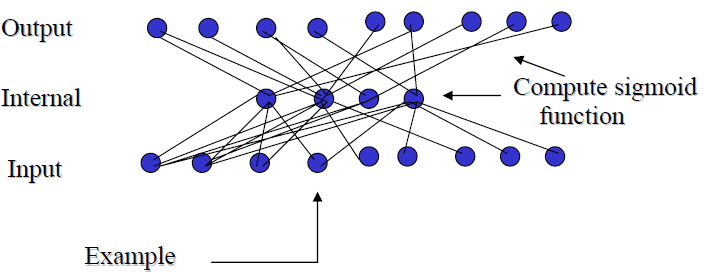 Output
Internal
Compute sigmoid
function
Input
Example